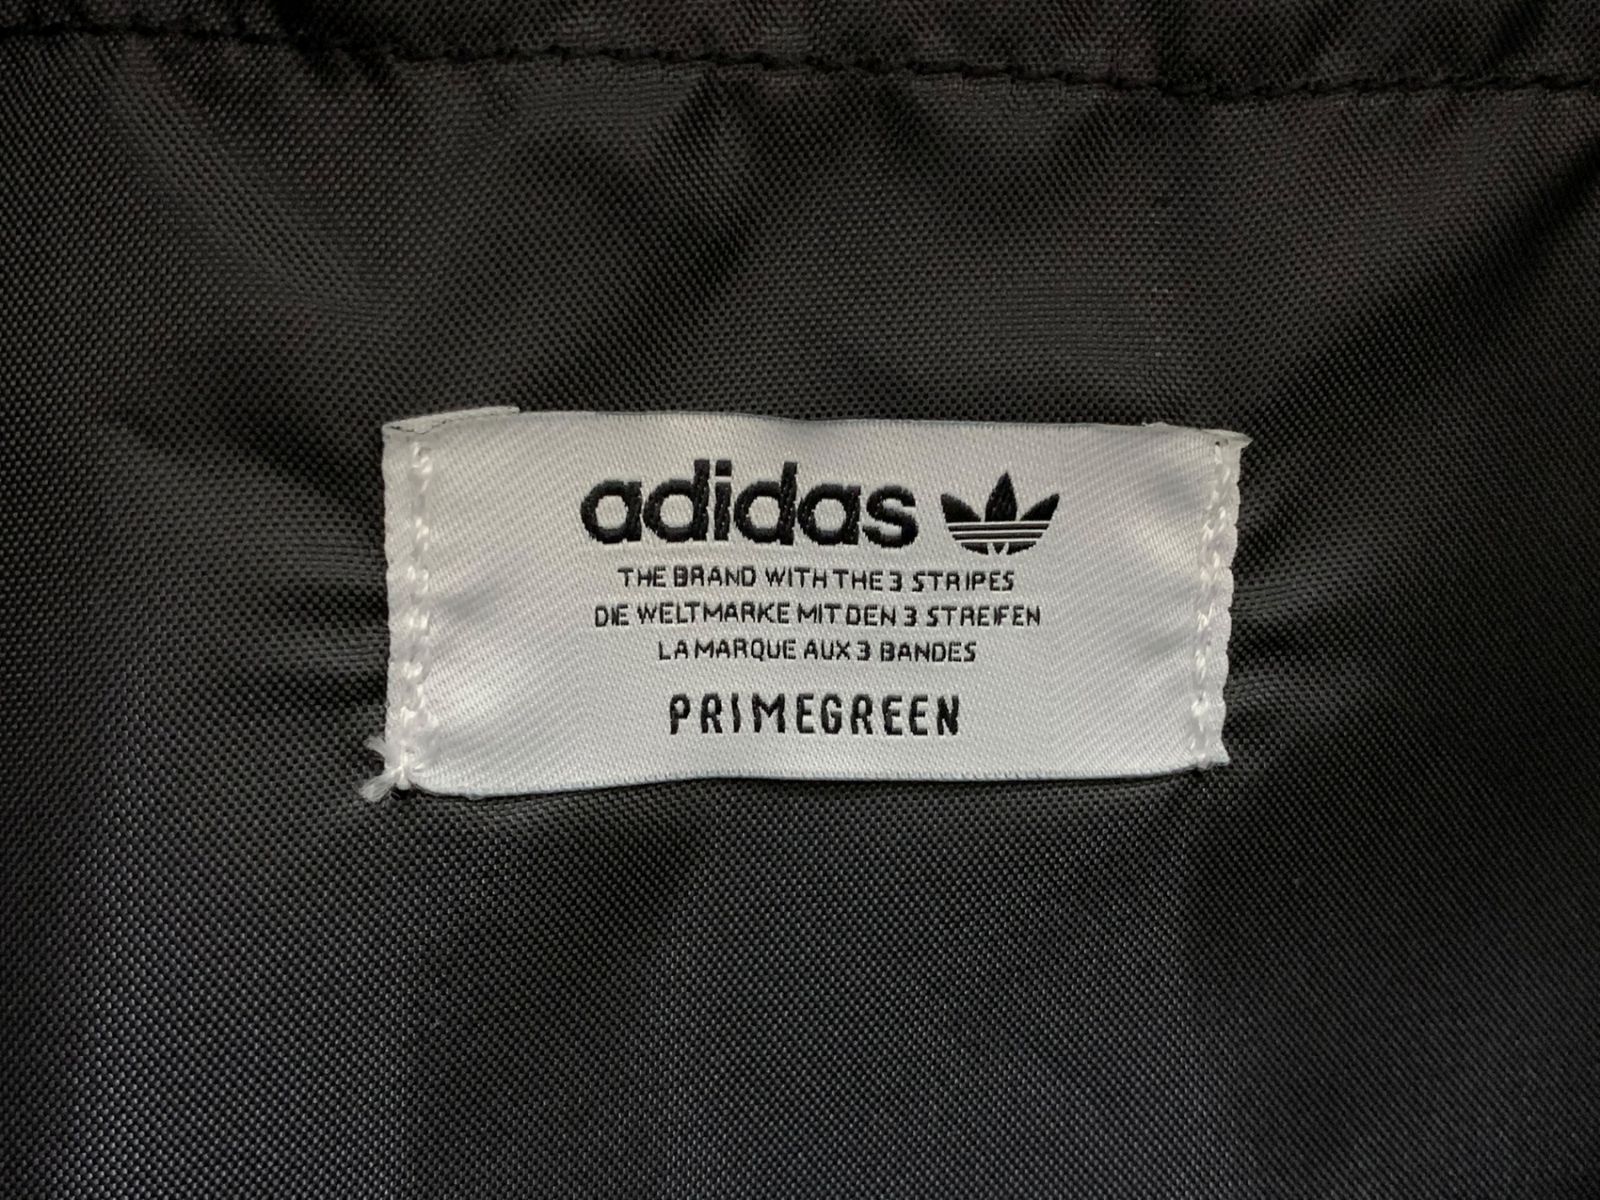 adidas
THE BRAND WITH THE 3 STRIPES
DIE WELTMARKE MIT DEN 3 STREIFEN
LA MARQUE AUX 3 BANDES
PRIMEGREEN